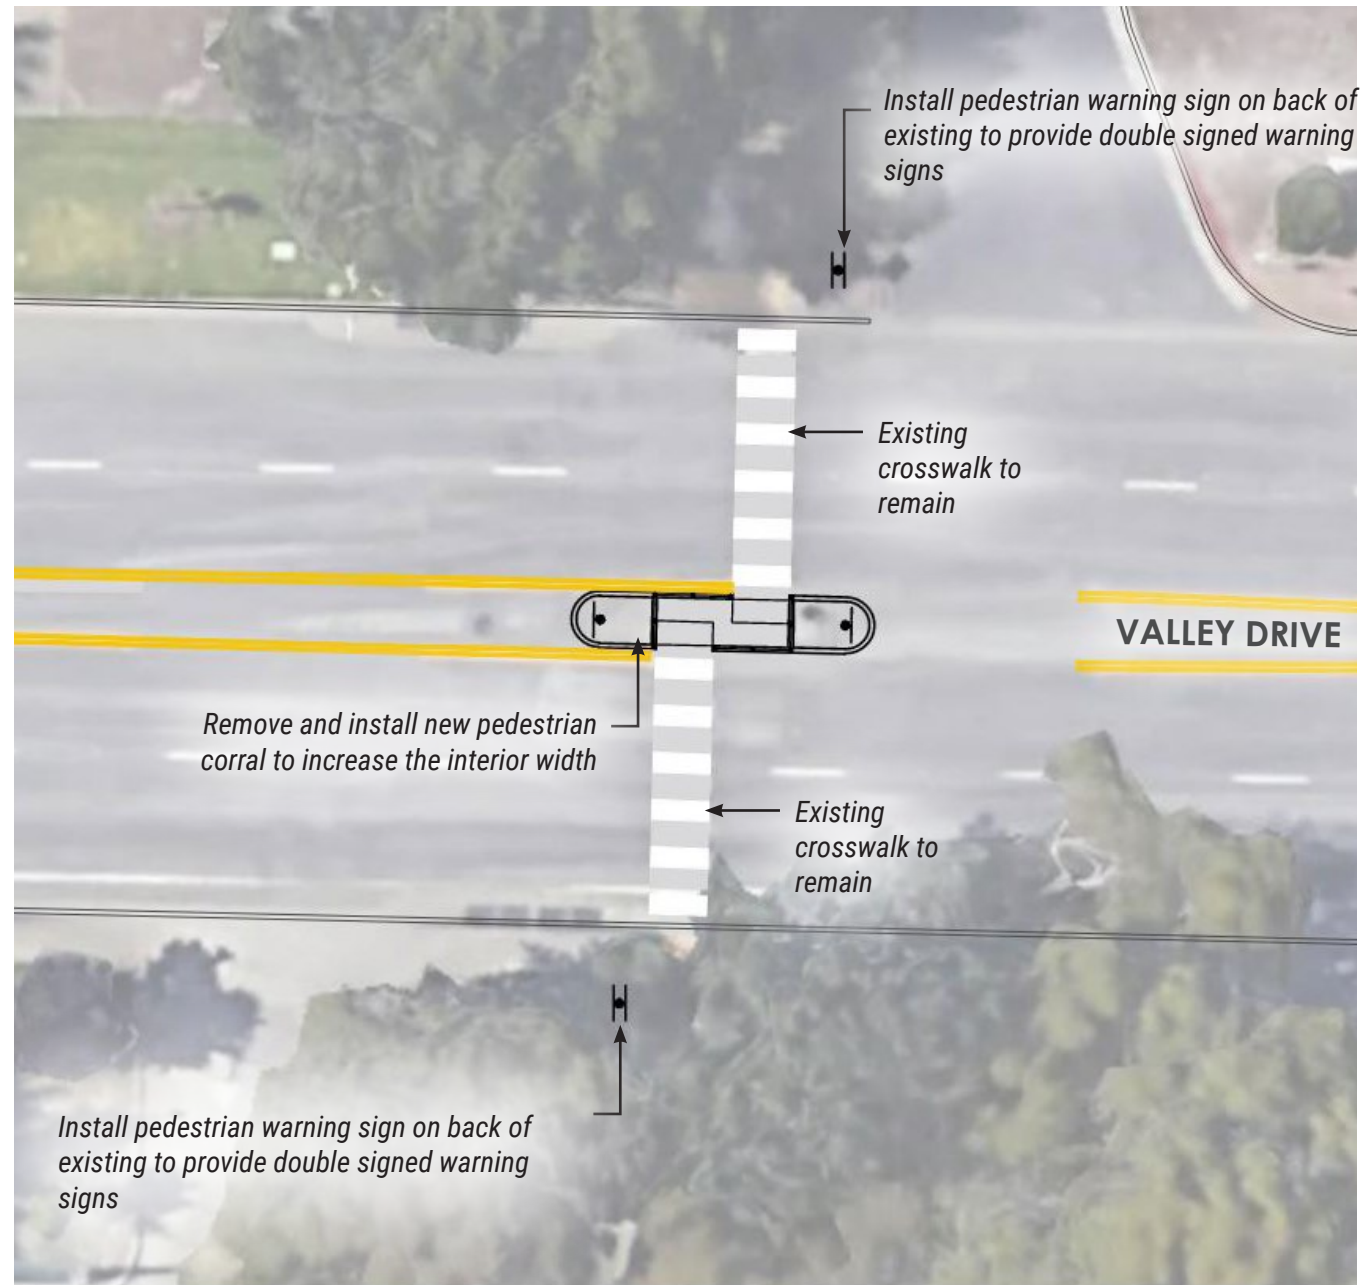 Install pedestrian warning sign on back of
existing to provide double signed warning
signs
Existing
crosswalk to
remain
VALLEY DRIVE
Remove and install new pedestrian
corral to increase the interior width
Existing
crosswalk to
remain
Install pedestrian warning sign on back of
existing to provide double signed warning
signs